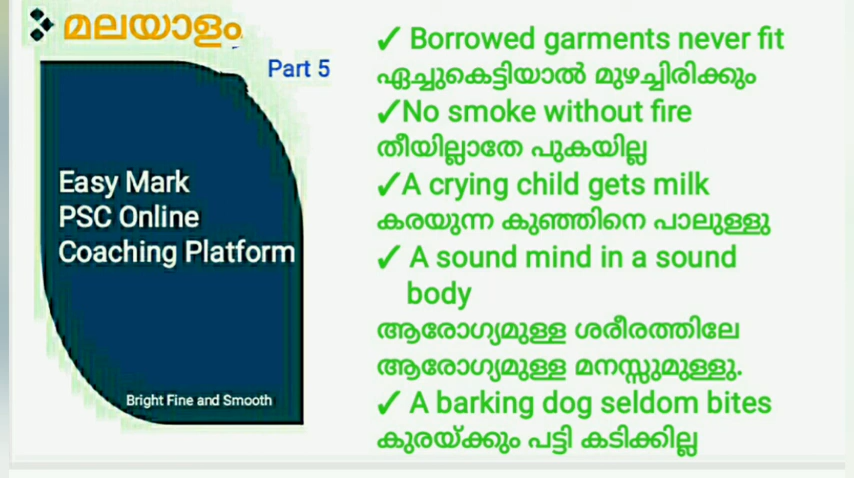 മലയാളം
Part 5
Easy Mark
PSC Online
Coaching Platform
Bright Fine and Smooth
✓ Borrowed garments never fit
ഏച്ചുകെട്ടിയാൽ മുഴച്ചിരിക്കും
✓No smoke without fire
തീയില്ലാതേ പുകയില്ല
✓A crying child gets milk
കരയുന്ന കുഞ്ഞിനെ പാലുള്ളു
✓ A sound mind in a sound
body
ആരോഗ്യമുള്ള ശരീരത്തിലേ
ആരോഗ്യമുള്ള മനസ്സുമുള്ളു.
✓ A barking dog seldom bites
കുരയ്ക്കും പട്ടി കടിക്കില്ല